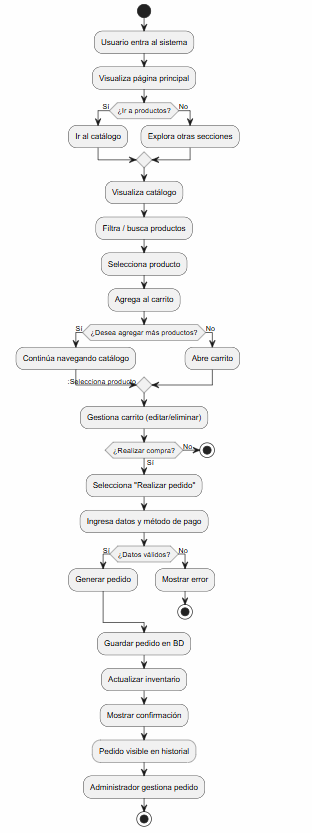 Usuario entra al sistema
Visualiza página principal
Sí ¿Ir a productos? No
Ir al catálogo Explora otras secciones
Visualiza catálogo
Filtra / busca productos
Selecciona producto
Agrega al carrito
Sí ¿Desea agregar más productos? No
Continúa navegando catálogo Abre carrito
:Selecciona producto
Gestiona carrito (editar/eliminar)
¿Realizar compra? No
Sí
Selecciona "Realizar pedido"
Ingresa datos y método de pago
Sí ¿Datos válidos? No
Generar pedido Mostrar error
Guardar pedido en BD
Actualizar inventario
Mostrar confirmación
Pedido visible en historial
Administrador gestiona pedido